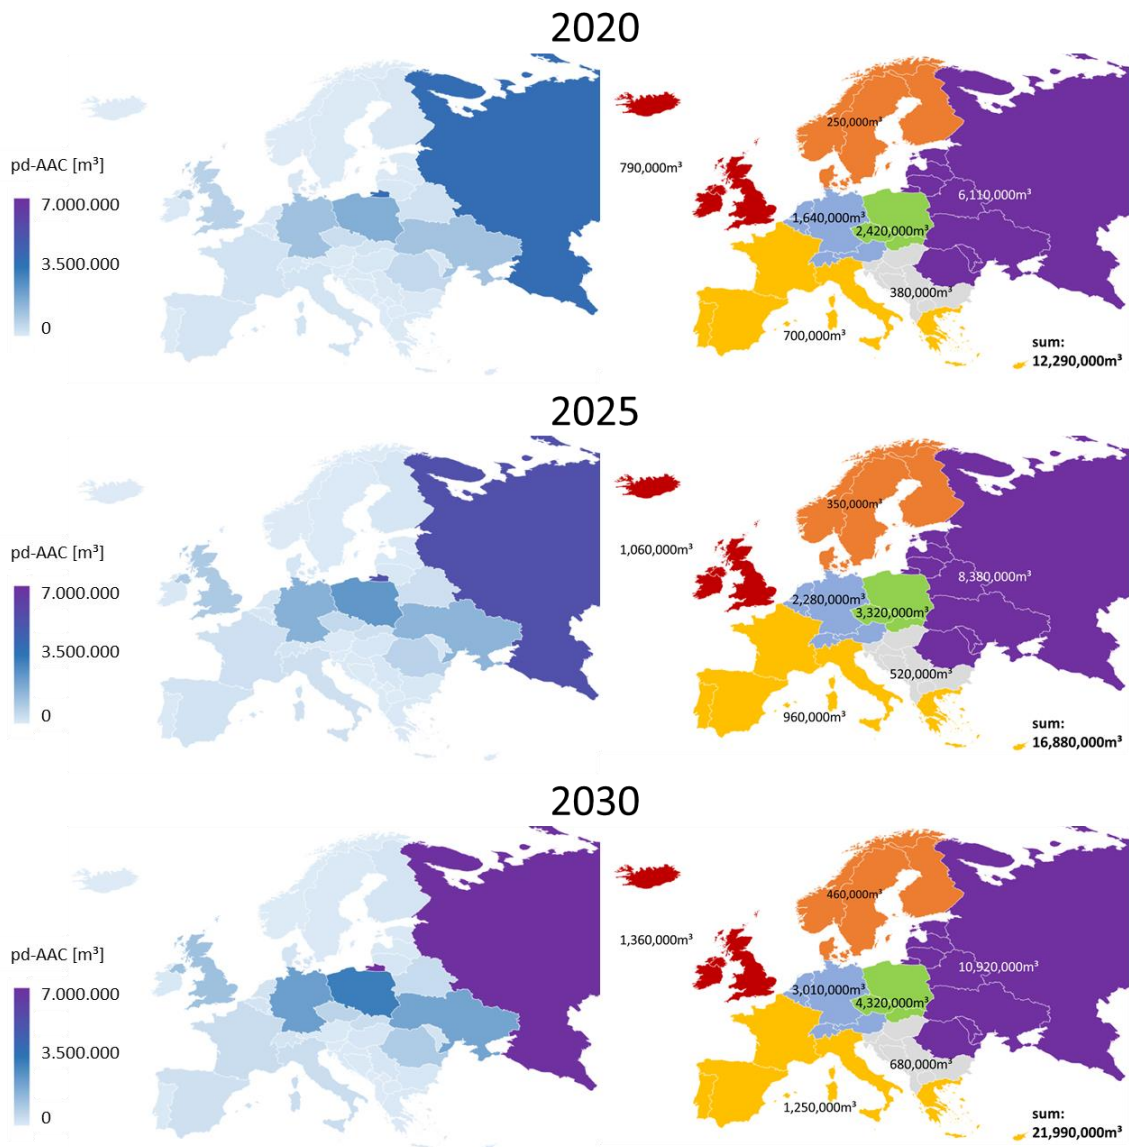 2020
pd-AAC [m³]
7.000.000
3.500.000
0
250,000m³
790,000m³
6,110,000m³
1,640,000m³
2,420,000m³
380,000m³
700,000m³
sum:
12,290,000m³
2025
pd-AAC [m³]
7.000.000
3.500.000
0
350,000m³
1,060,000m³
8,380,000m³
2,280,000m³
3,320,000m³
520,000m³
960,000m³
sum:
16,880,000m³
2030
pd-AAC [m³]
7.000.000
3.500.000
0
460,000m³
1,360,000m³
10,920,000m³
3,010,000m³
4,320,000m³
680,000m³
1,250,000m³
sum:
21,990,000m³